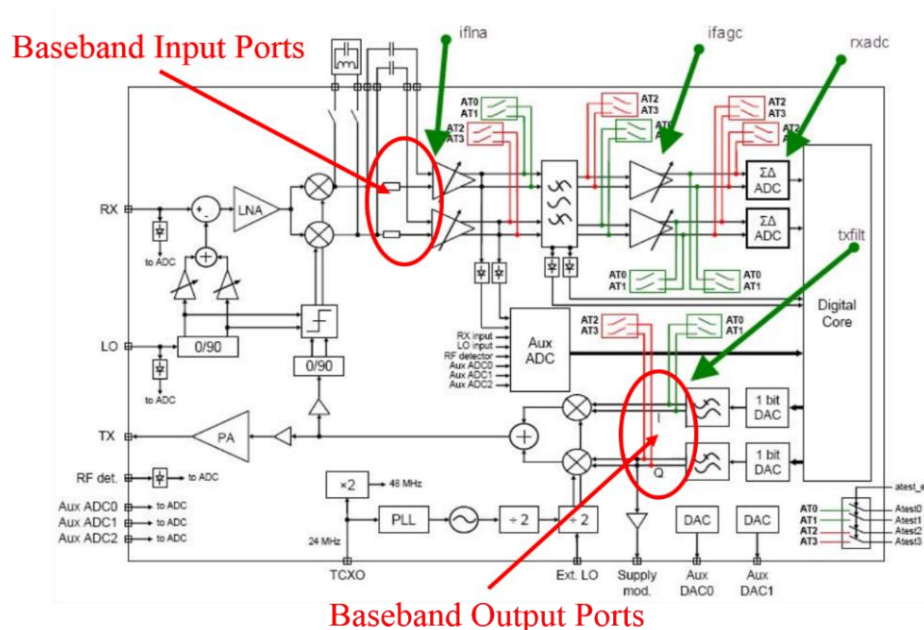 Baseband Input Ports
iflna
ifagc
rxadc
AT0
AT1
AT2
AT3
AT2
AT3
AT0
AT2
AT3
AT2
ΣΔ
ADC
ΣΔ
ADC
RX
+
-
LNA
to ADC
AT0
AT1
AT0
AT1
txfilt
Digital
Core
LO
0/90
0/90
to ADC
RX input
LO input
RF detector
Aux ADC0
Aux ADC1
Aux ADC2
Aux
ADC
AT2
AT3
AT0
AT1
TX
PA
+
I
Q
1 bit
DAC
1 bit
DAC
RF det.
to ADC
Aux ADC0
to ADC
Aux ADC1
to ADC
Aux ADC2
to ADC
×2
48 MHz
24 MHz
PLL
÷ 2
÷ 2
DAC
DAC
atest_e
AT0
AT1
AT2
AT3
Atest0
Atest1
Atest2
Atest3
TCXO
Ext. LO
Supply
mod.
Aux
DAC0
Aux
DAC1
Baseband Output Ports